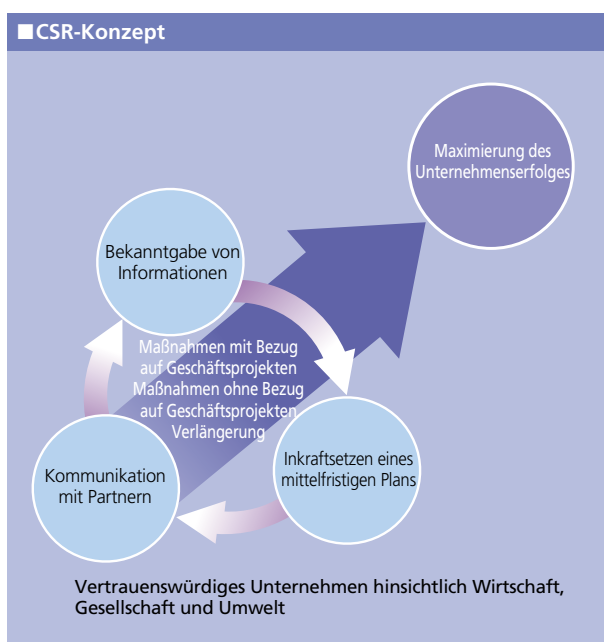 ■CSR-Konzept
Maximierung des
Unternehmenserfolges
Bekanntgabe von
Informationen
Maßnahmen mit Bezug
auf Geschäftsprojekten
Maßnahmen ohne Bezug
auf Geschäftsprojekten
Verlängerung
Inkraftsetzen eines
mittelfristigen Plans
Kommunikation
mit Partnern
Vertrauenswürdiges Unternehmen hinsichtlich Wirtschaft,
Gesellschaft und Umwelt